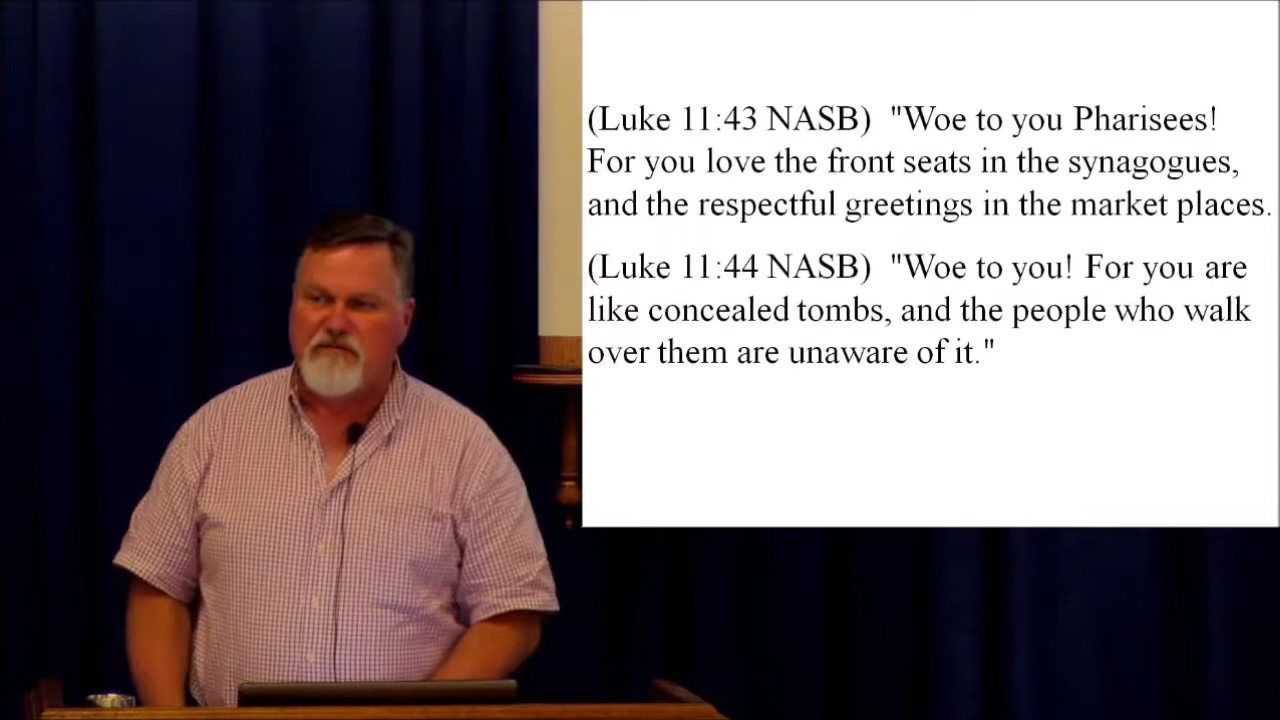 (Luke 11:43 NASB)  "Woe to you Pharisees!
For you love the front seats in the synagogues,
and the respectful greetings in the market places.
(Luke 11:44 NASB)  "Woe to you! For you are
like concealed tombs, and the people who walk
over them are unaware of it."